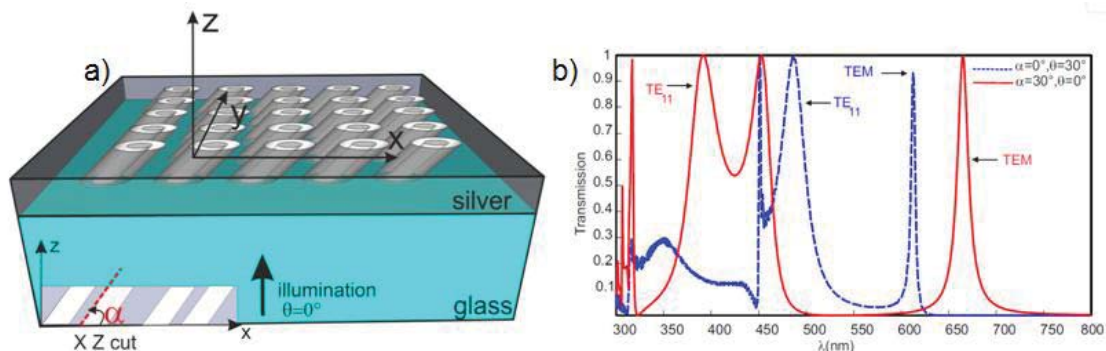 a)
z
y
x
silver
z
illumination
θ=0°
glass
α
x
X Z cut
b)
α=0°,θ=30°
α=30°,θ=0°
TE11
TEM
TE11
TEM
Transmission
1
0.9
0.8
0.7
0.6
0.5
0.4
0.3
0.2
0.1
300 350 400 450 500 550 600 650 700 750 800
λ(nm)